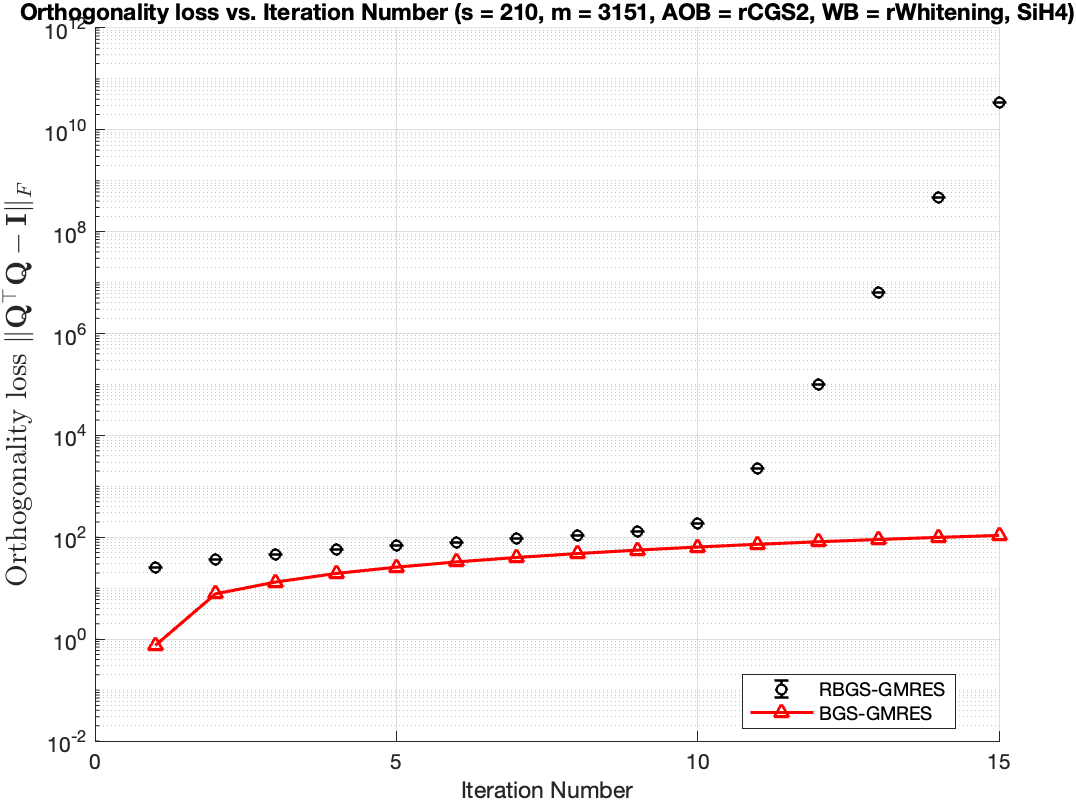 Orthogonality loss vs. Iteration Number (s = 210, m = 3151, AOB = rCGS2, WB = rWhitening, SiH4)
Orthogonality loss ‖Q⊤Q − I‖F
10^12
10^10
10^8
10^6
10^4
10^2
10^0
10^-2
0
5
10
15
Iteration Number
RBGS-GMRES
BGS-GMRES